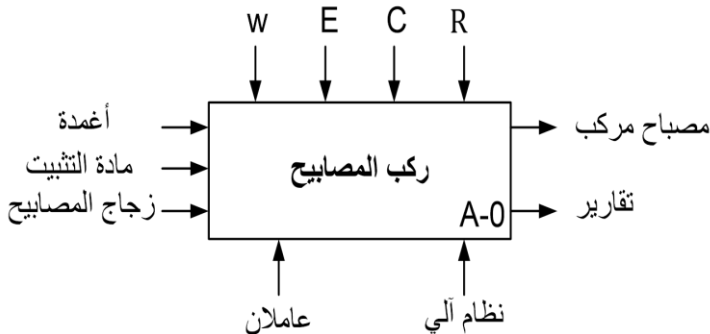 w E C R
أغمدة
مادة التثبيت
زجاج المصابيح
ركب المصابيح
A-0
مصباح مركب
تقارير
عاملان
نظام آلي